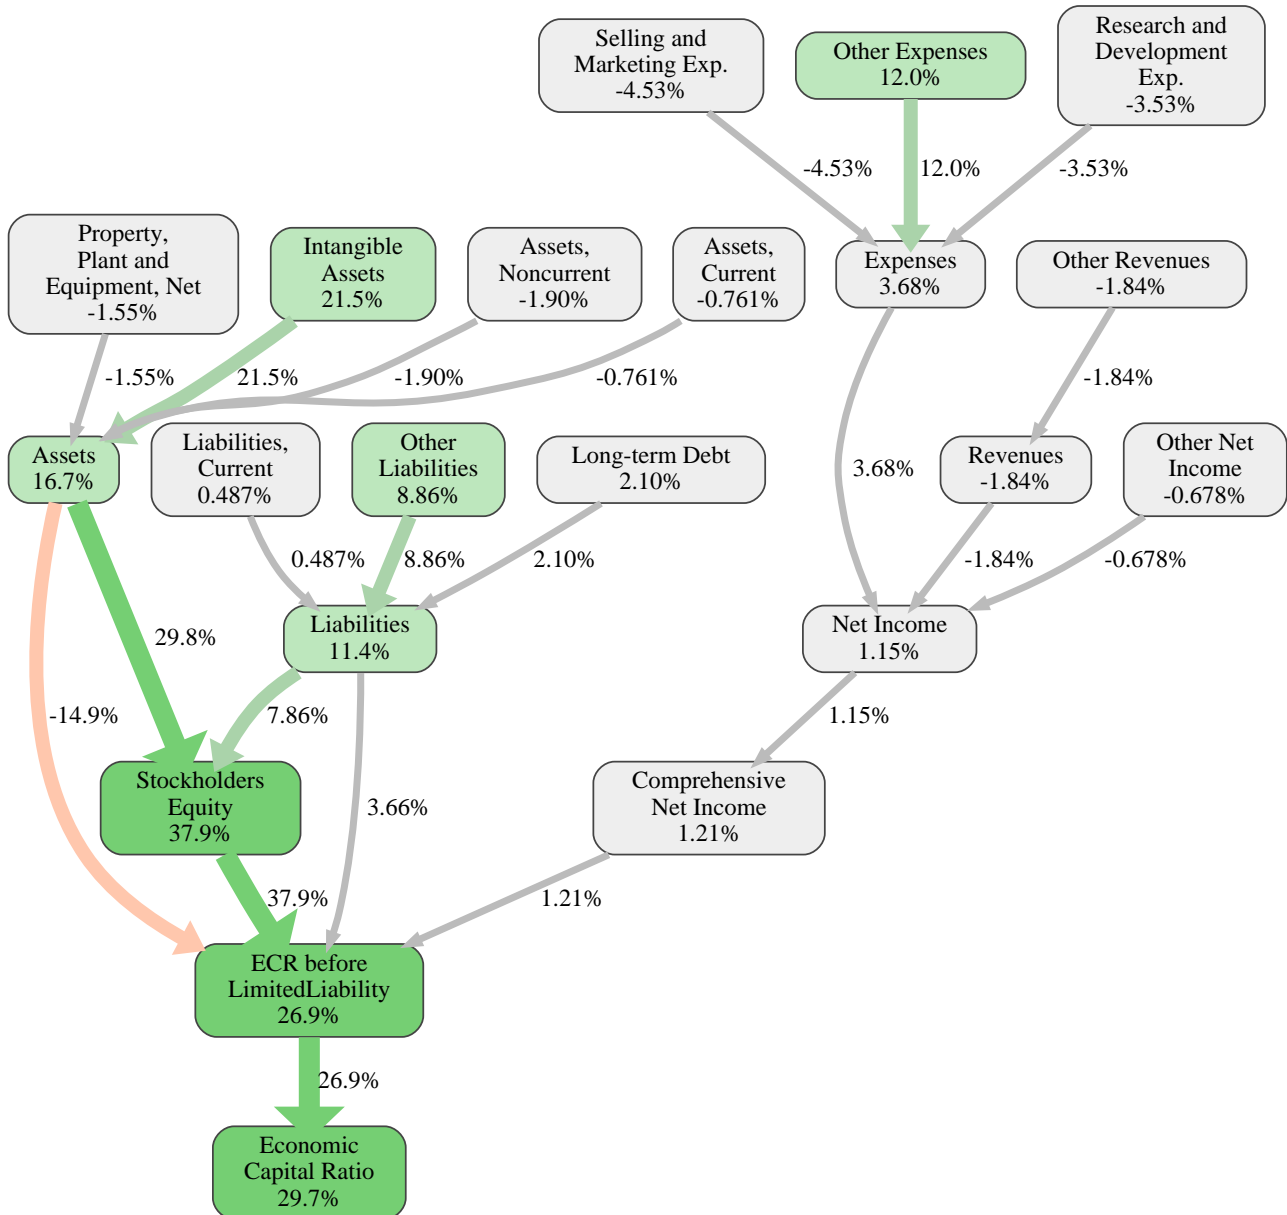 Selling and
Marketing Exp.
-4.53%
Other Expenses
12.0%
Research and
Development
Exp.
-3.53%
-4.53%
12.0%
-3.53%
Property,
Plant and
Equipment, Net
-1.55%
Intangible
Assets
21.5%
Assets,
Noncurrent
-1.90%
Assets,
Current
-0.761%
Expenses
3.68%
Other Revenues
-1.84%
-1.55%
21.5%
-1.90%
-0.761%
-1.84%
Assets
16.7%
Liabilities,
Current
0.487%
Other
Liabilities
8.86%
Long-term Debt
2.10%
3.68%
Revenues
-1.84%
Other Net
Income
-0.678%
0.487%
8.86%
2.10%
-1.84%
-0.678%
Liabilities
11.4%
Net Income
1.15%
29.8%
-14.9%
7.86%
1.15%
Stockholders
Equity
37.9%
3.66%
Comprehensive
Net Income
1.21%
37.9%
1.21%
ECR before
LimitedLiability
26.9%
26.9%
Economic
Capital Ratio
29.7%